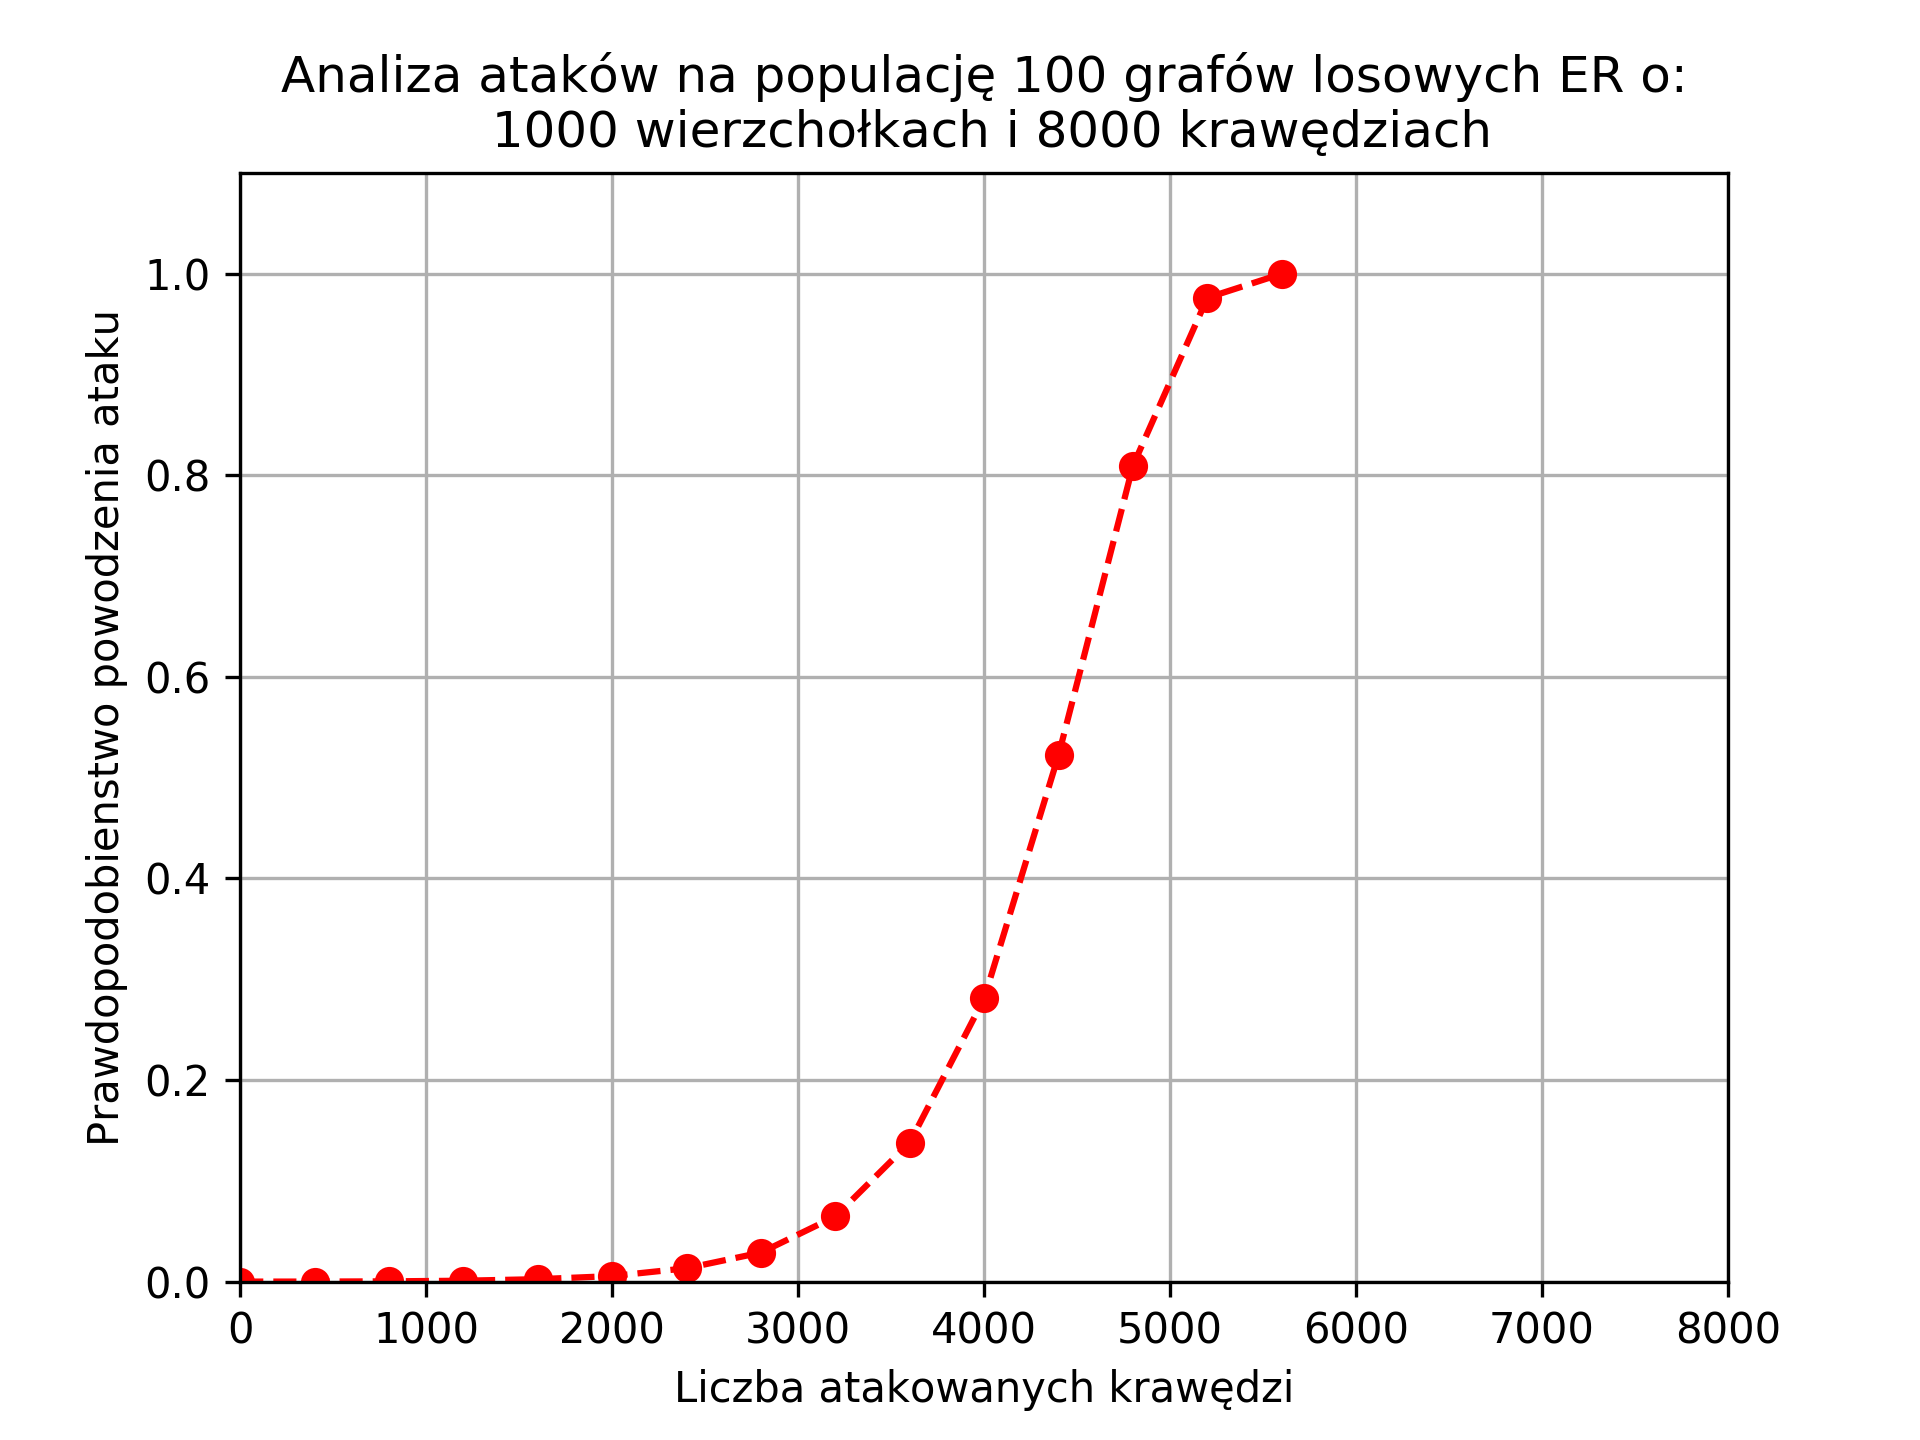 Analiza ataków na populację 100 grafów losowych ER o:
1000 wierzchołkach i 8000 krawędziach
Prawdopodobienstwo powodzenia ataku
1.0
0.8
0.6
0.4
0.2
0.0
0 1000 2000 3000 4000 5000 6000 7000 8000
Liczba atakowanych krawędzi